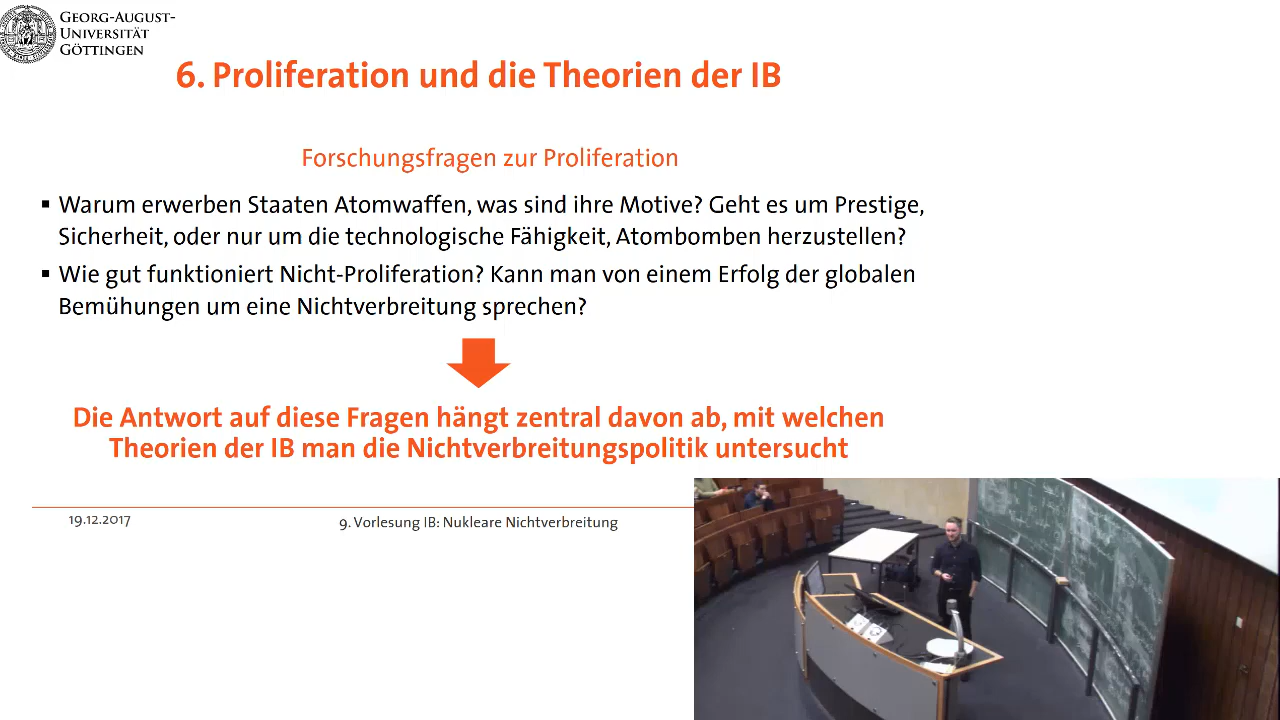 GEORG-AUGUST-
UNIVERSITÄT
GÖTTINGEN
6. Proliferation und die Theorien der IB
Forschungsfragen zur Proliferation
▪ Warum erwerben Staaten Atomwaffen, was sind ihre Motive? Geht es um Prestige,
Sicherheit, oder nur um die technologische Fähigkeit, Atombomben herzustellen?
▪ Wie gut funktioniert Nicht-Proliferation? Kann man von einem Erfolg der globalen
Bemühungen um eine Nichtverbreitung sprechen?
Die Antwort auf diese Fragen hängt zentral davon ab, mit welchen
Theorien der IB man die Nichtverbreitungspolitik untersucht
19.12.2017
9. Vorlesung IB: Nukleare Nichtverbreitung